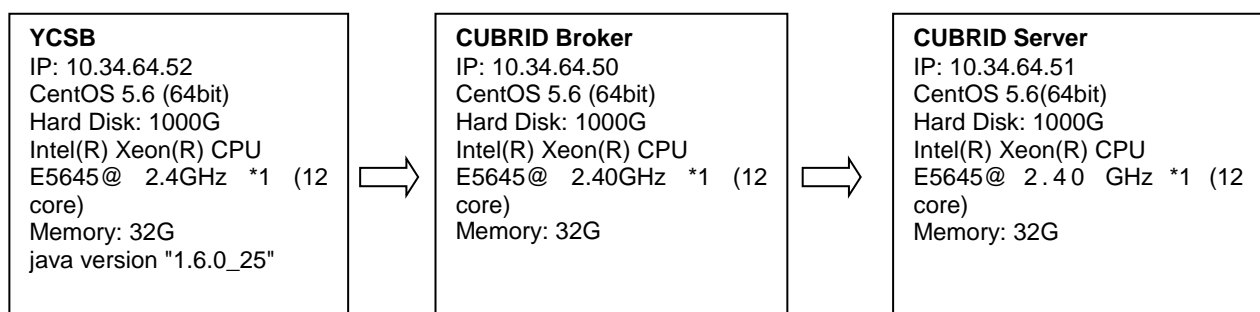 YCSB
IP: 10.34.64.52
CentOS 5.6 (64bit)
Hard Disk: 1000G
Intel(R) Xeon(R) CPU
E5645@ 2.4GHz *1 (12
core)
Memory: 32G
java version "1.6.0_25"
CUBRID Broker
IP: 10.34.64.50
CentOS 5.6 (64bit)
Hard Disk: 1000G
Intel(R) Xeon(R) CPU
E5645@ 2.40GHz *1 (12
core)
Memory: 32G
CUBRID Server
IP: 10.34.64.51
CentOS 5.6(64bit)
Hard Disk: 1000G
Intel(R) Xeon(R) CPU
E5645@ 2.40 GHz *1 (12
core)
Memory: 32G